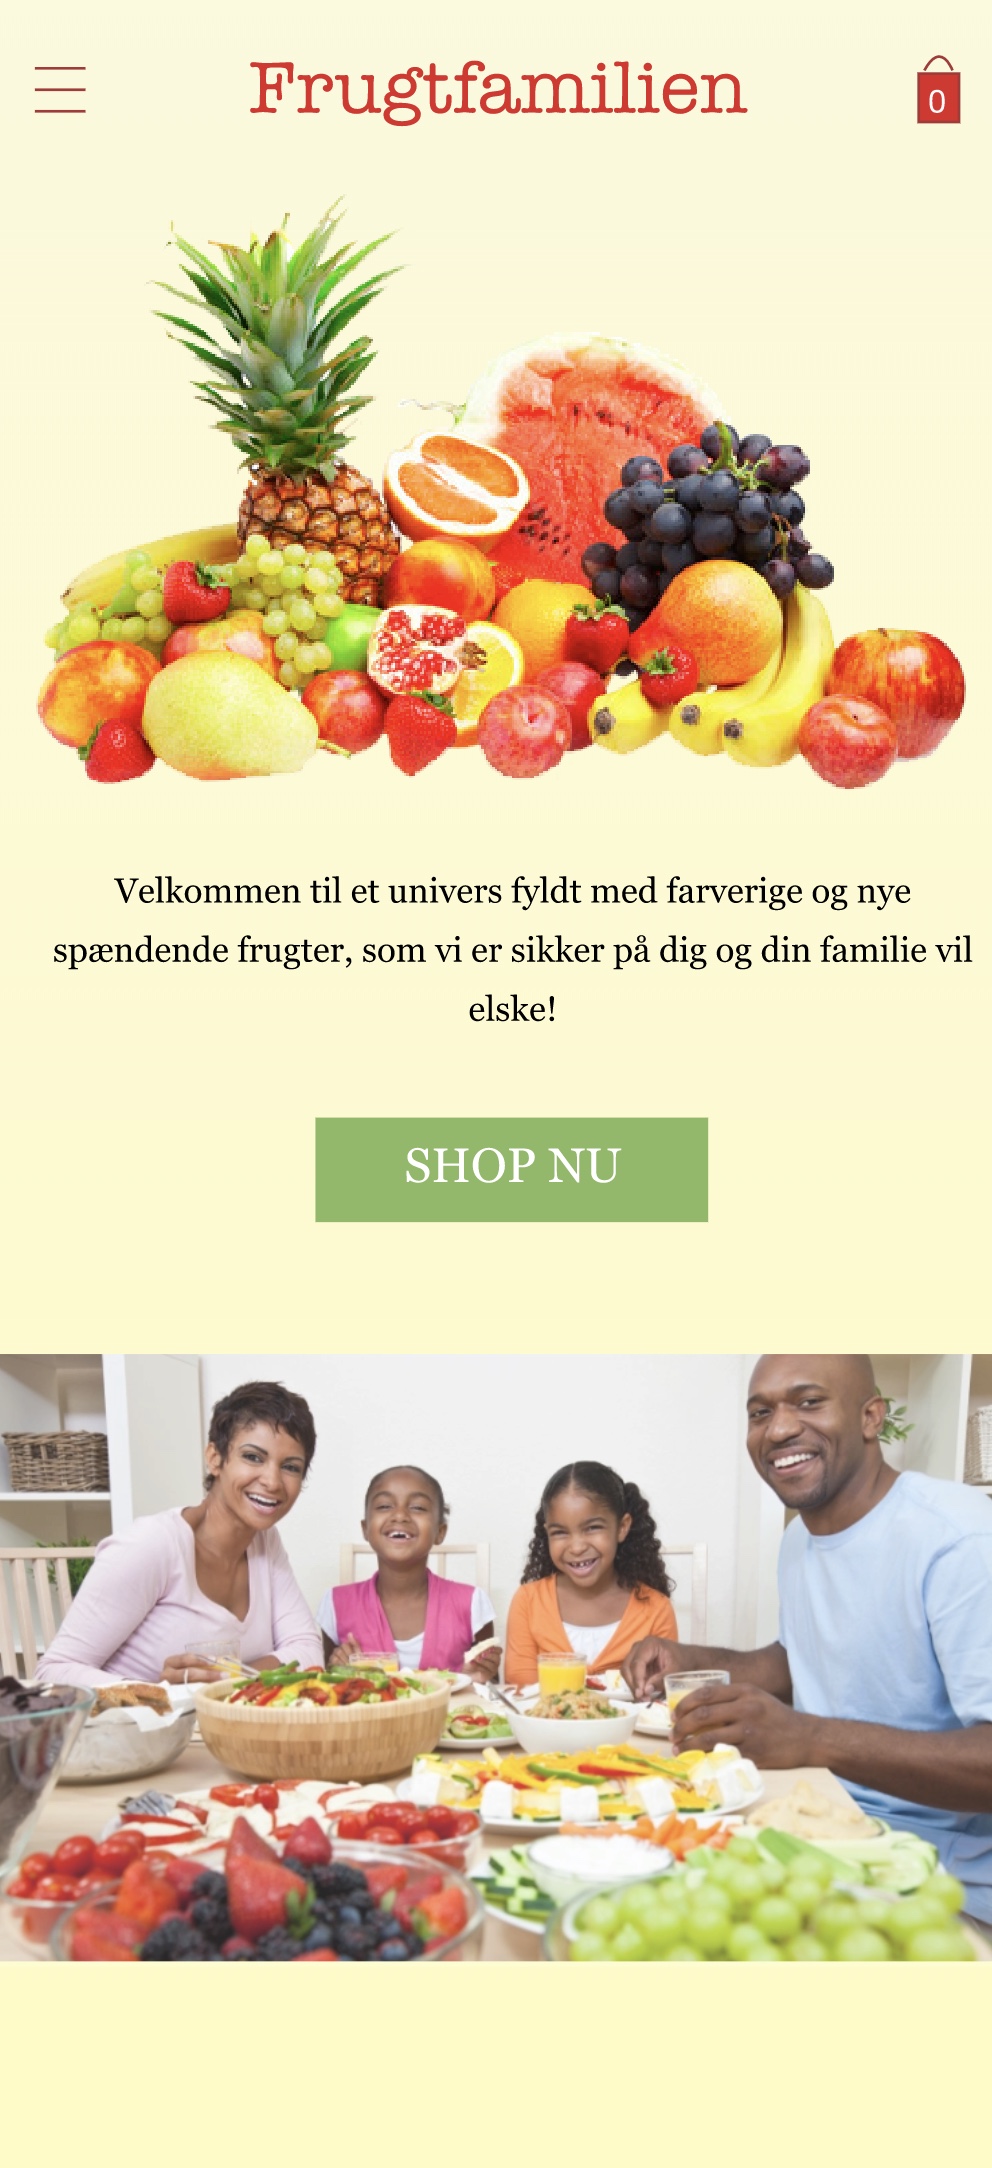 Frugtfamilien
0
Velkommen til et univers fyldt med farverige og nye
spændende frugter, som vi er sikker på dig og din familie vil
elske!
SHOP NU